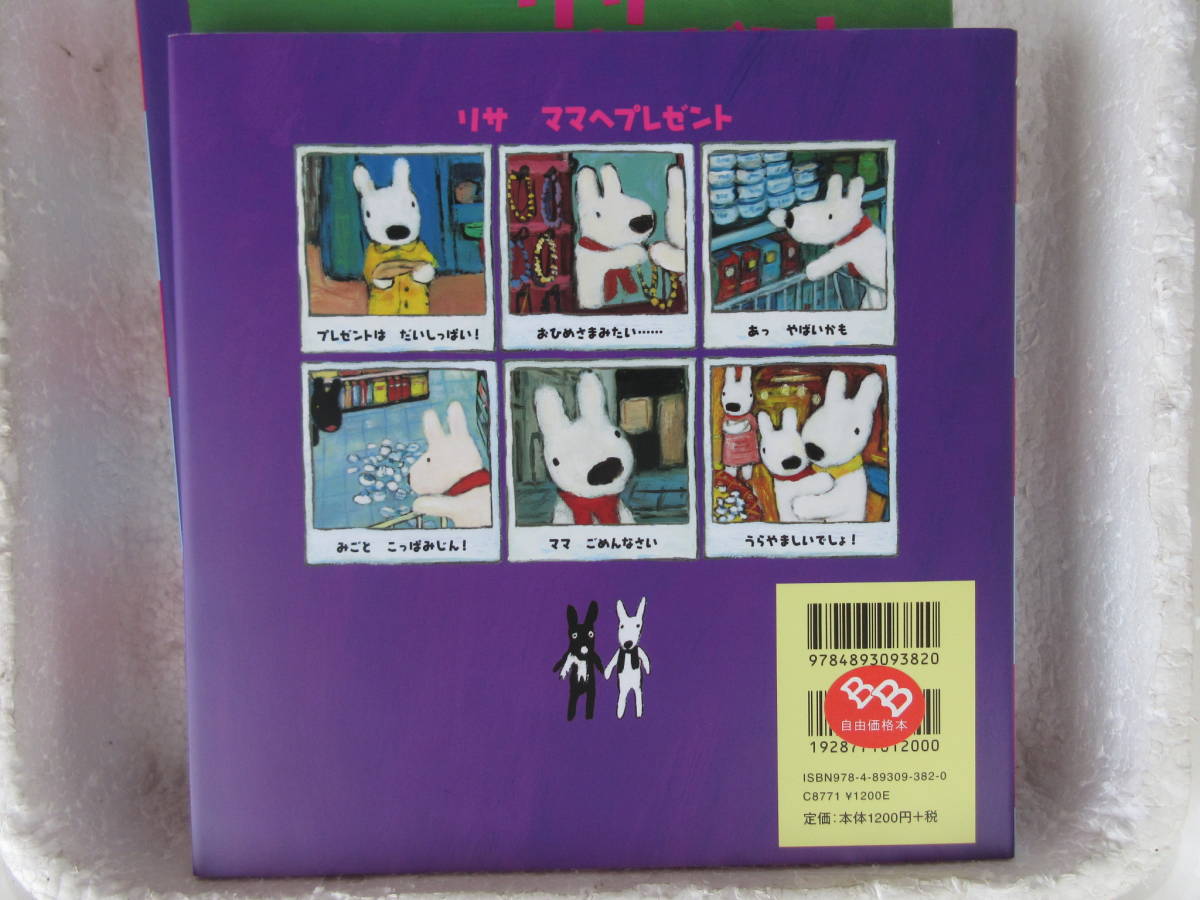 リサ ママへプレゼント
プレゼントは だいしっぱい！
おひめさまみたい……
あっ やばいかも
みごと こっぱみじん！
ママ ごめんなさい
うらやましいでしょ！
9784893093820
BB
自由価格本
ISBN978-4-89309-382-0
C8771 ¥1200E
定価：本体1200円+税